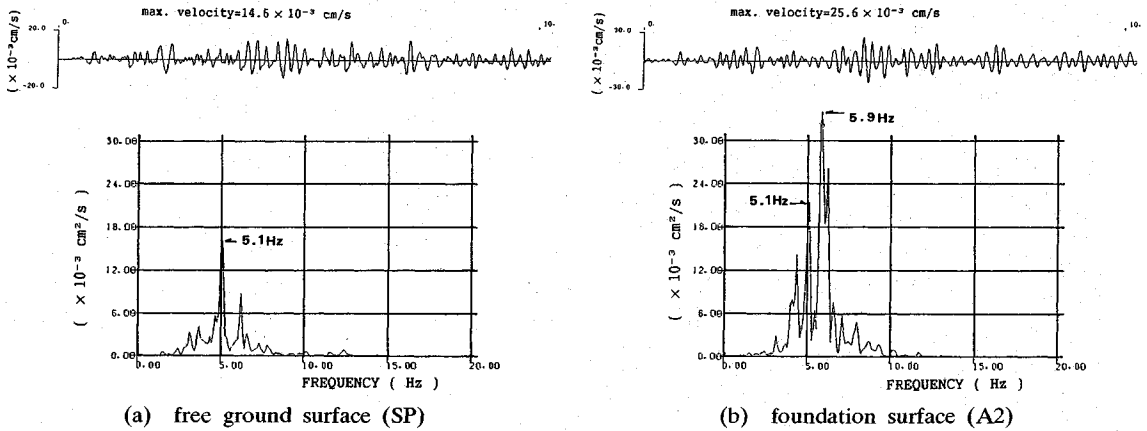 max. velocity=14.6 × 10⁻³ cm/s
20.0
0.
10.
( ×10⁻³cm/s)
-20.0
30.00
24.00
18.00
12.00
6.00
0.00
( × 10⁻³ cm²/s )
5.1Hz
0.00 5.00 10.00 15.00 20.00
FREQUENCY ( Hz )
(a) free ground surface (SP)
max. velocity=25.6 × 10⁻³ cm/s
30.0
0.
10.
( ×10⁻³cm/s)
-30.0
30.00
24.00
18.00
12.00
6.00
0.00
( × 10⁻³ cm²/s )
5.9Hz
5.1Hz
0.00 5.00 10.00 15.00 20.00
FREQUENCY ( Hz )
(b) foundation surface (A2)